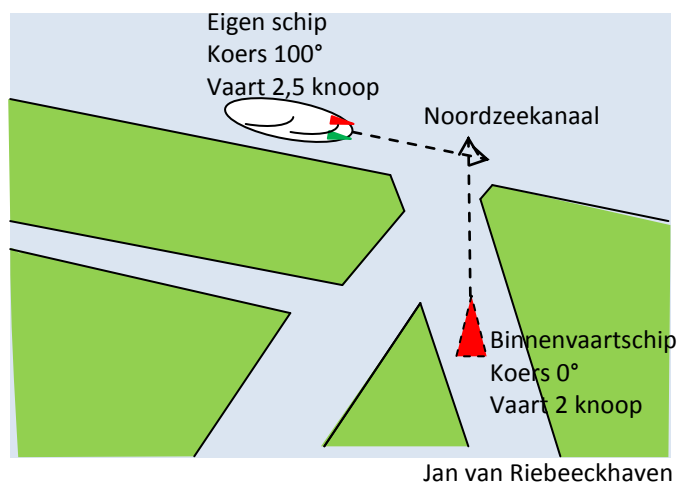 Eigen schip
Koers 100°
Vaart 2,5 knoop
Noordzeekanaal
Binnenvaartschip
Koers 0°
Vaart 2 knoop
Jan van Riebeeckhaven